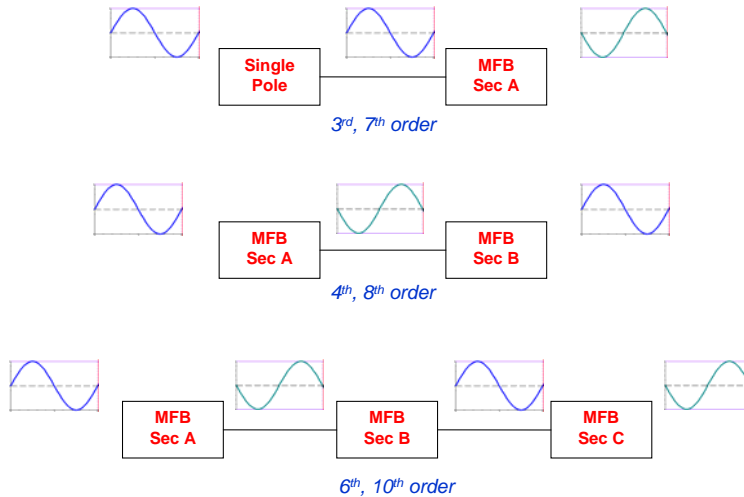 Single Pole
MFB Sec A
3rd, 7th order
MFB Sec A
MFB Sec B
4th, 8th order
MFB Sec A
MFB Sec B
MFB Sec C
6th, 10th order